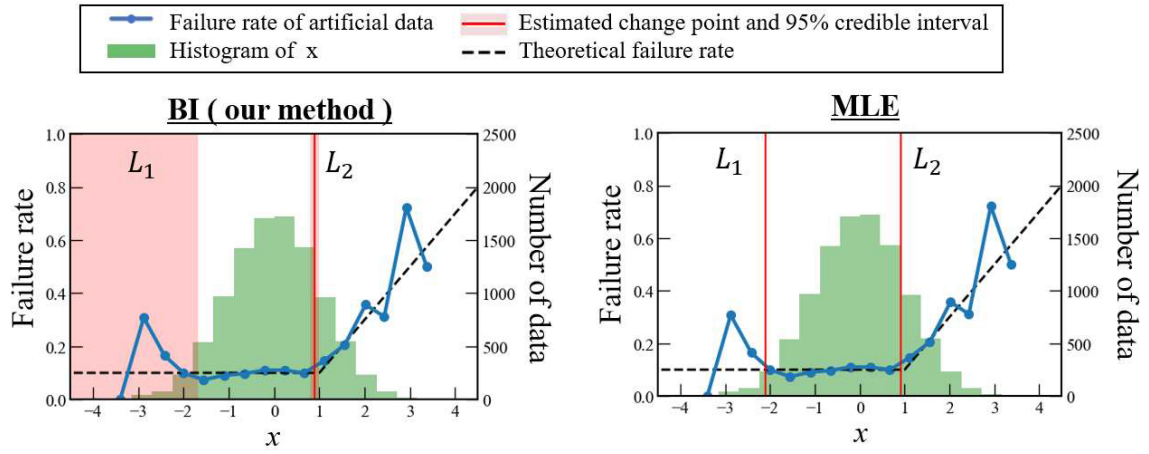 Failure rate of artificial data
Estimated change point and 95% credible interval
Histogram of x
Theoretical failure rate
BI ( our method )
1.0
0.8
0.6
0.4
0.2
0.0
Failure rate
L₁
L₂
2500
2000
1500
1000
500
0
Number of data
−4 −3 −2 −1 0 1 2 3 4
x
MLE
1.0
0.8
0.6
0.4
0.2
0.0
Failure rate
L₁
L₂
2500
2000
1500
1000
500
0
Number of data
−4 −3 −2 −1 0 1 2 3 4
x